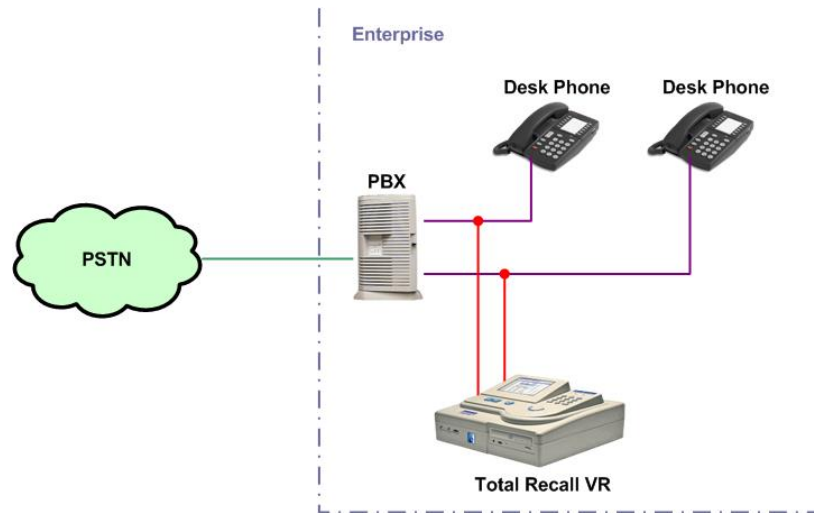 Enterprise
Desk Phone
Desk Phone
PBX
PSTN
Total Recall VR